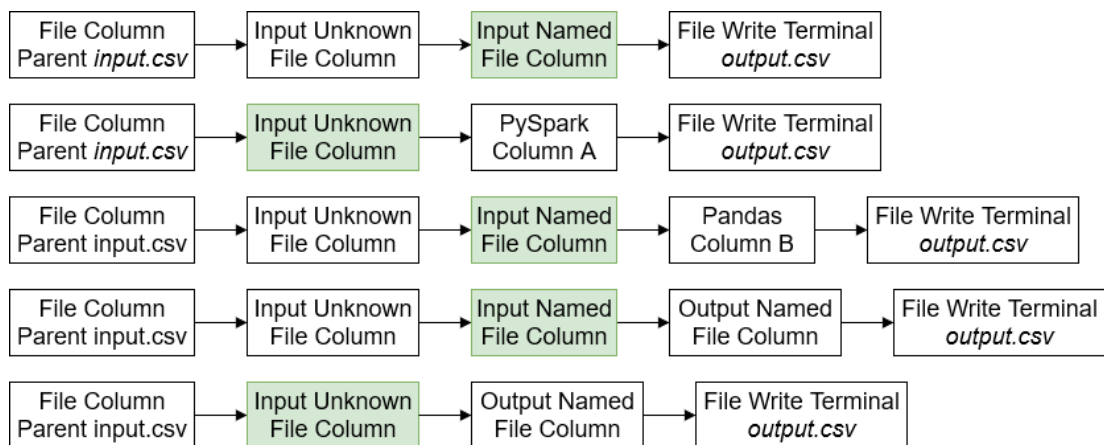 File Column
Parent input.csv
Input Unknown
File Column
Input Named
File Column
File Write Terminal
output.csv
File Column
Parent input.csv
Input Unknown
File Column
PySpark
Column A
File Write Terminal
output.csv
File Column
Parent input.csv
Input Unknown
File Column
Input Named
File Column
Pandas
Column B
File Write Terminal
output.csv
File Column
Parent input.csv
Input Unknown
File Column
Input Named
File Column
Output Named
File Column
File Write Terminal
output.csv
File Column
Parent input.csv
Input Unknown
File Column
Output Named
File Column
File Write Terminal
output.csv